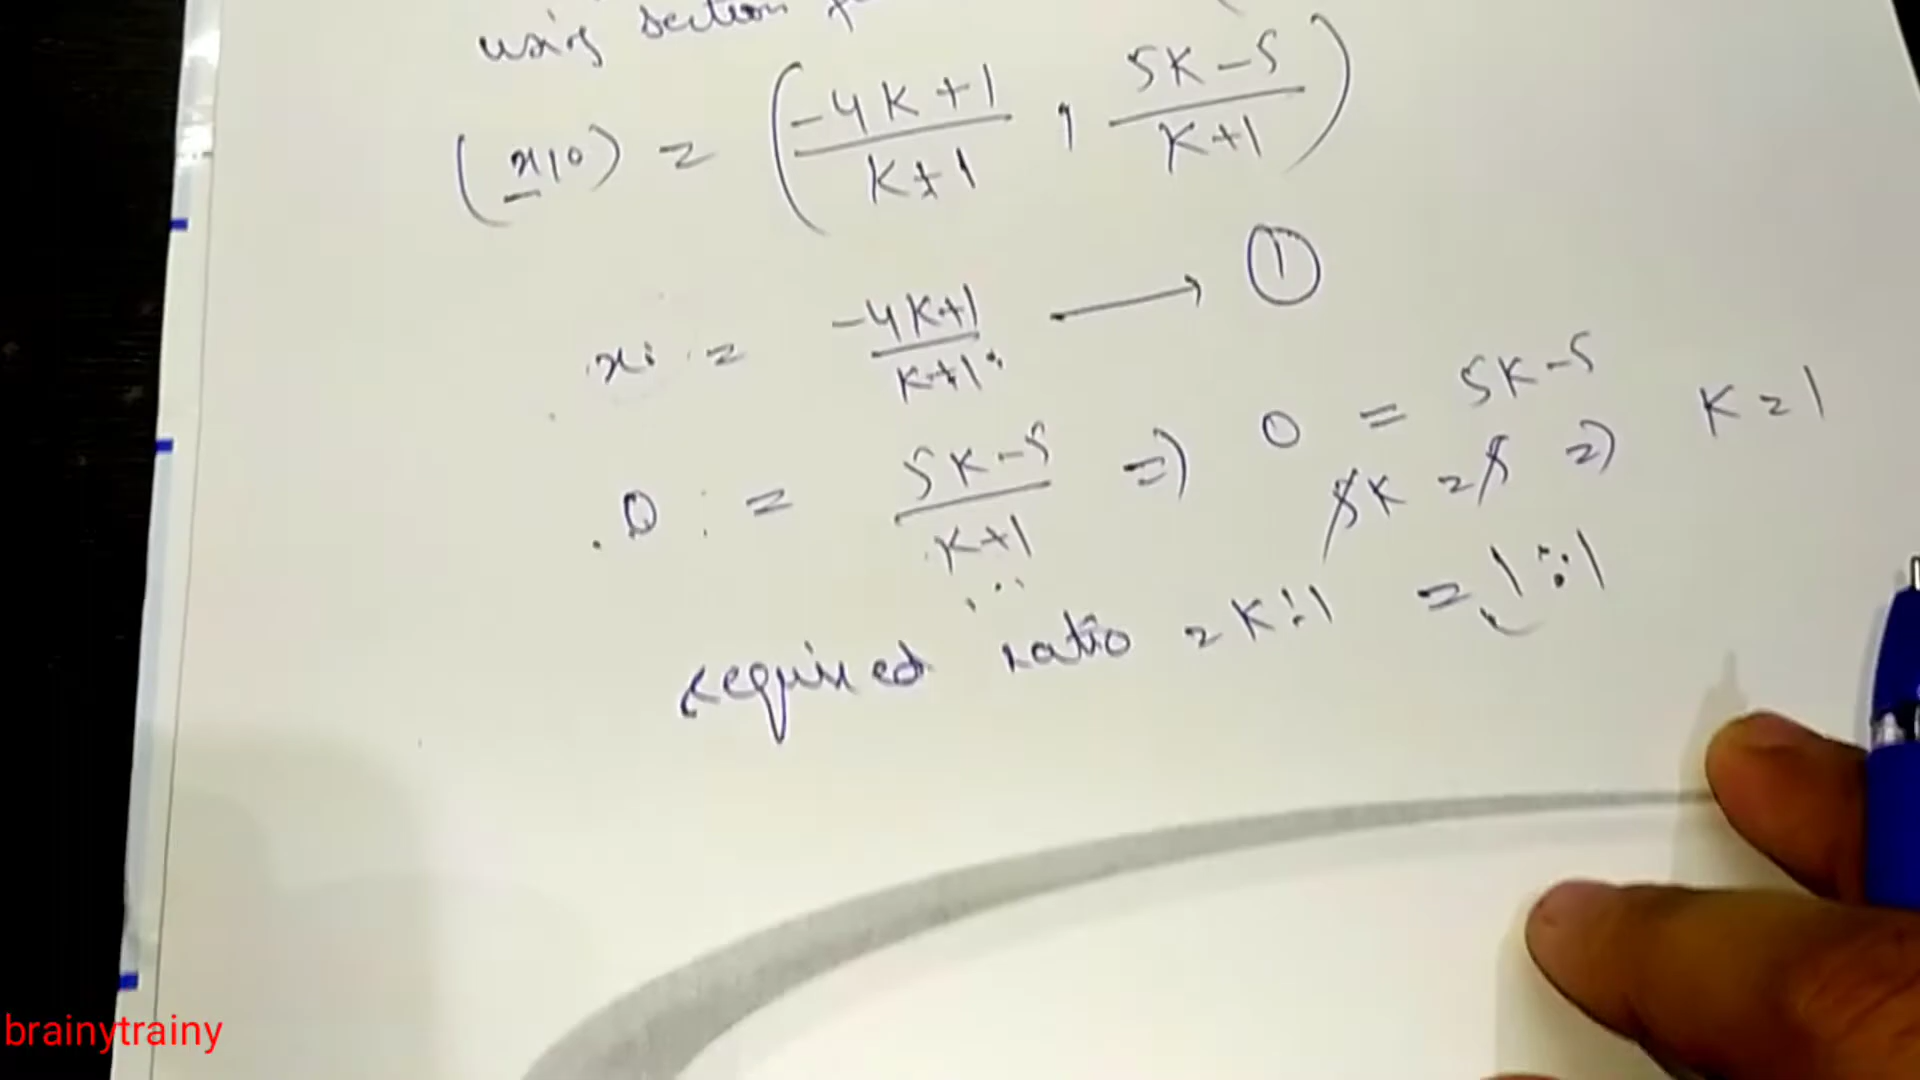 using section
(x,0) = (-4K+1/K+1 , 5K-5/K+1)
x = -4K+1/K+1 → ①
0 = 5K-5/K+1 => 0 = 5K-5
5K = 5 => K=1
required ratio = K:1 = 1:1
brainytrainy